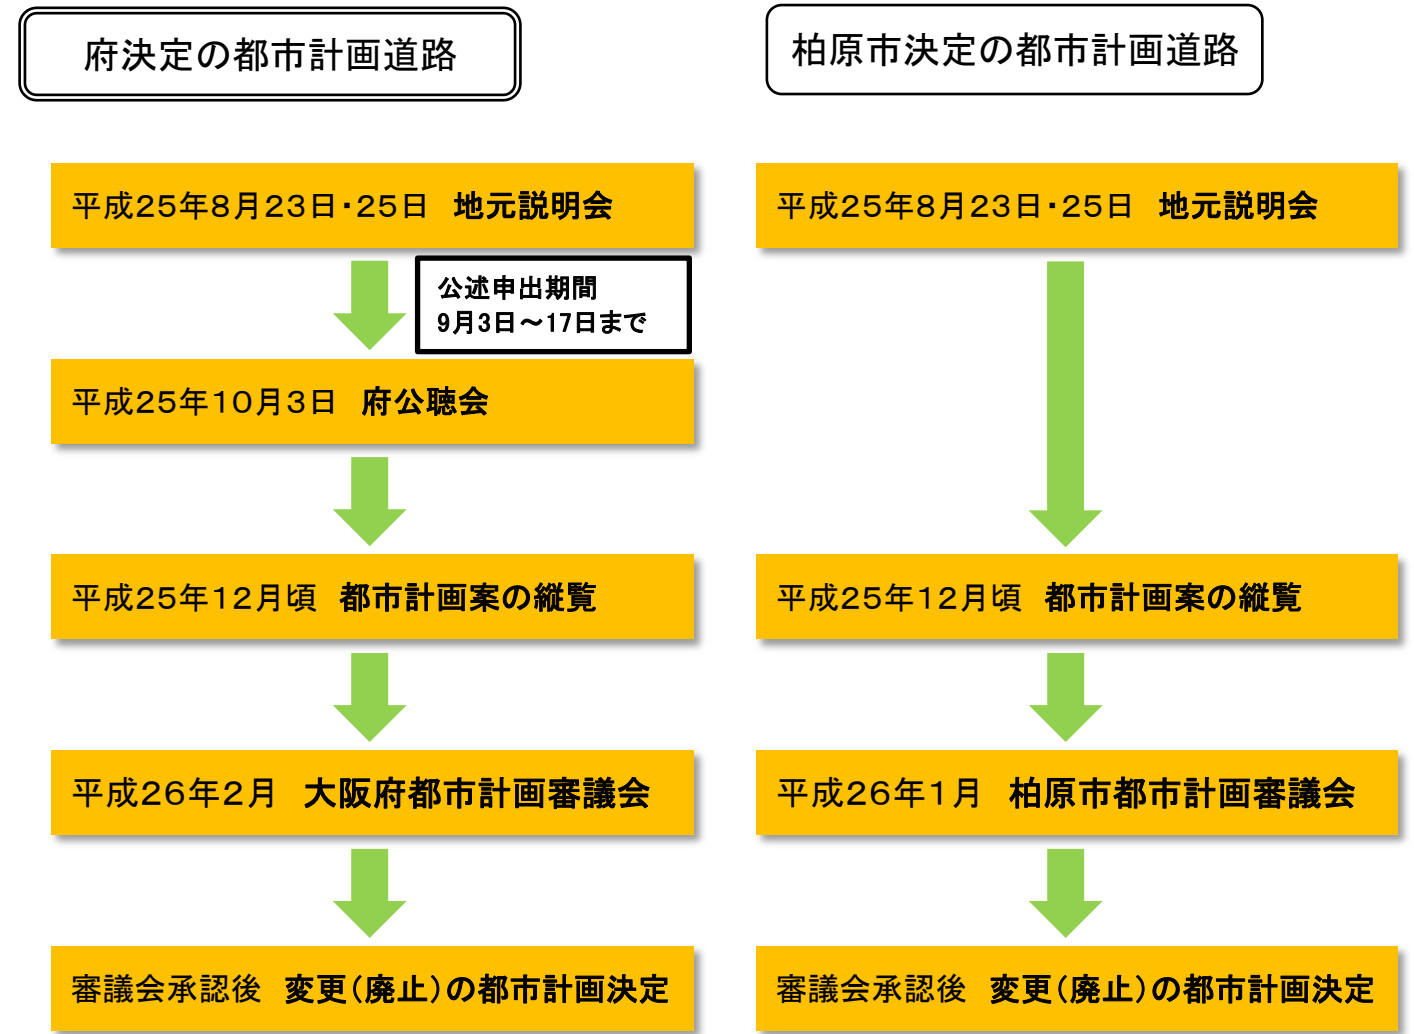 府決定の都市計画道路
平成25年8月23日・25日　地元説明会
公述申出期間
9月3日～17日まで
平成25年10月3日　府公聴会
平成25年12月頃　都市計画案の縦覧
平成26年2月　大阪府都市計画審議会
審議会承認後　変更(廃止)の都市計画決定
柏原市決定の都市計画道路
平成25年8月23日・25日　地元説明会
平成25年12月頃　都市計画案の縦覧
平成26年1月　柏原市都市計画審議会
審議会承認後　変更(廃止)の都市計画決定